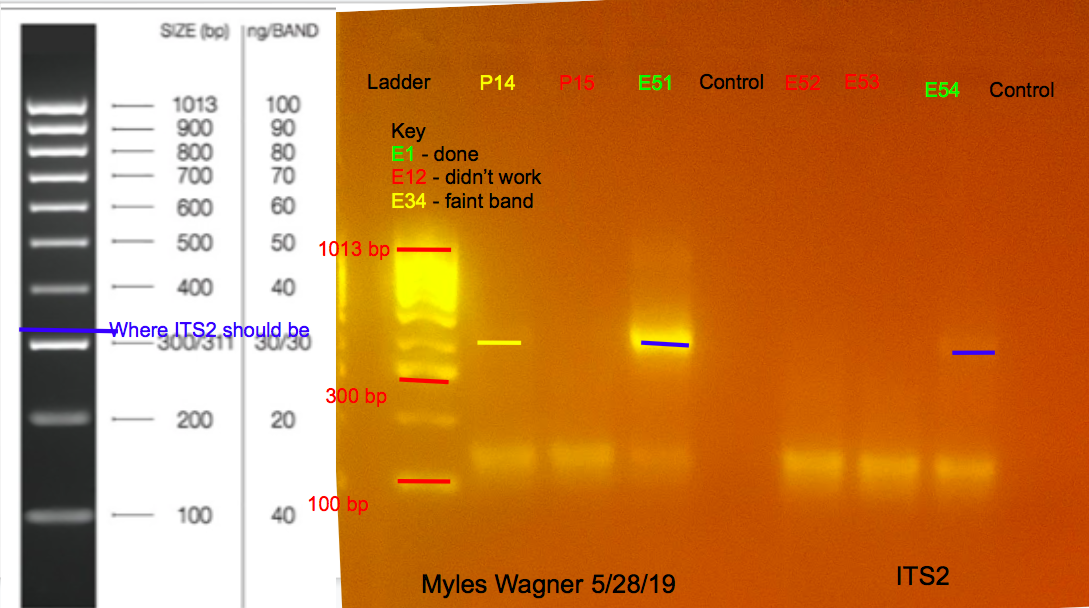 SIZE (bp) ng/BAND
1013 100
900 90
800 80
700 70
600 60
500 50
400 40
Where ITS2 should be
300/311 30/30
200 20
100 40
Ladder P14 P15 E51 Control E52 E53 E54 Control
Key
E1 - done
E12 - didn't work
E34 - faint band
1013 bp
300 bp
100 bp
Myles Wagner 5/28/19
ITS2